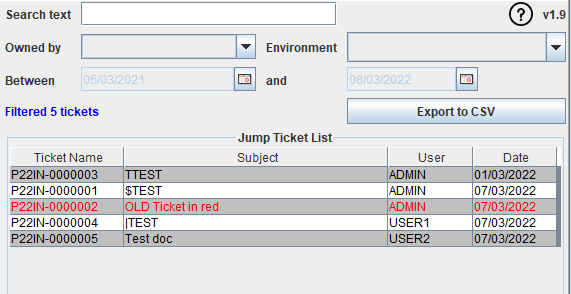 Search text ? v1.9
Owned by Environment
Between 05/03/2021 and 08/03/2022
Filtered 5 tickets Export to CSV
Jump Ticket List
Ticket Name Subject User Date
P22IN-0000003 TTEST ADMIN 01/03/2022
P22IN-0000001 $TEST ADMIN 07/03/2022
P22IN-0000002 OLD Ticket in red ADMIN 07/03/2022
P22IN-0000004 |TEST USER1 07/03/2022
P22IN-0000005 Test doc USER2 07/03/2022